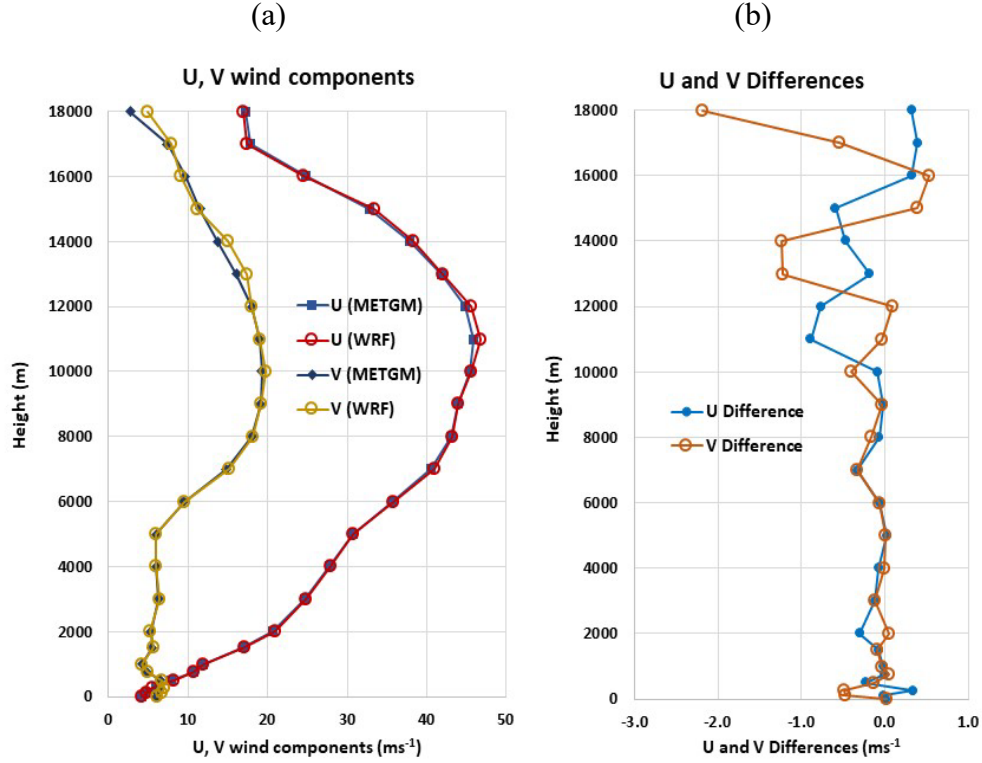 (a)
(b)
U, V wind components
U and V Differences
18000
16000
14000
12000
10000
8000
6000
4000
2000
0
Height (m)
U (METGM)
U (WRF)
V (METGM)
V (WRF)
0
10
20
30
40
50
U, V wind components (ms⁻¹)
18000
16000
14000
12000
10000
8000
6000
4000
2000
0
Height (m)
U Difference
V Difference
-3.0
-1.0
0.0
1.0
U and V Differences (ms⁻¹